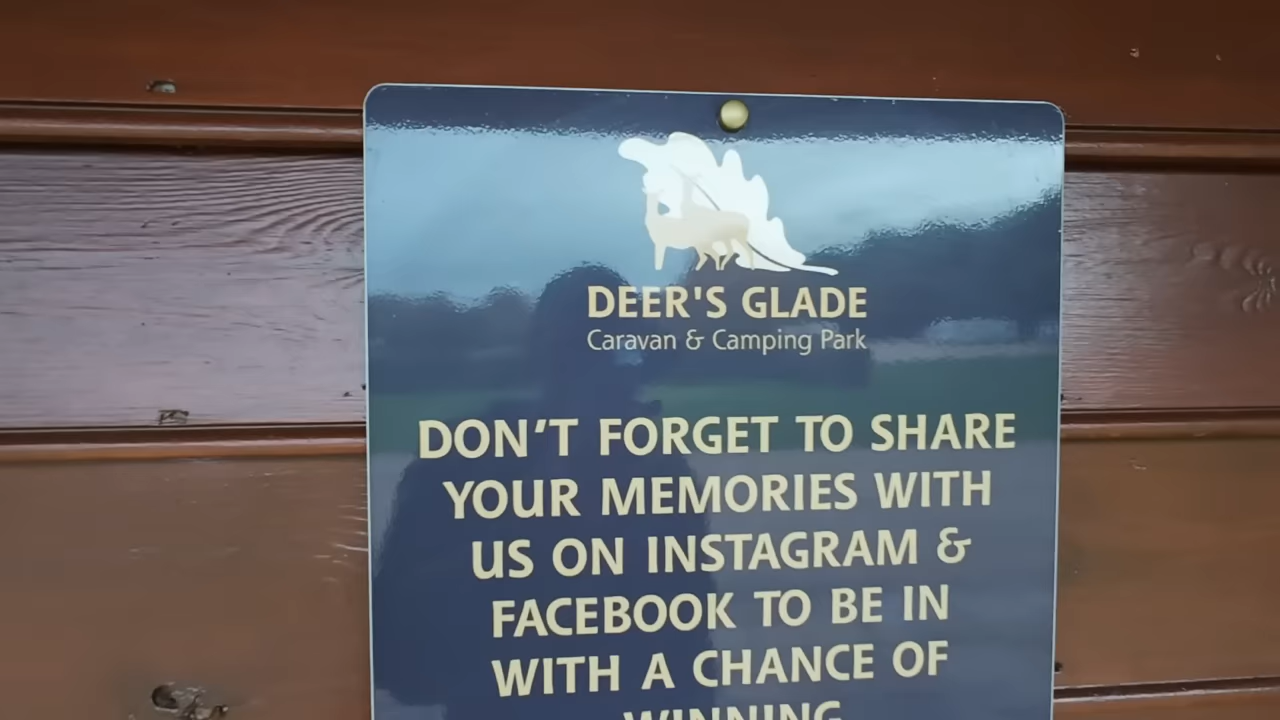 DEER'S GLADE
Caravan & Camping Park
DON'T FORGET TO SHARE
YOUR MEMORIES WITH
US ON INSTAGRAM &
FACEBOOK TO BE IN
WITH A CHANCE OF
WINNING